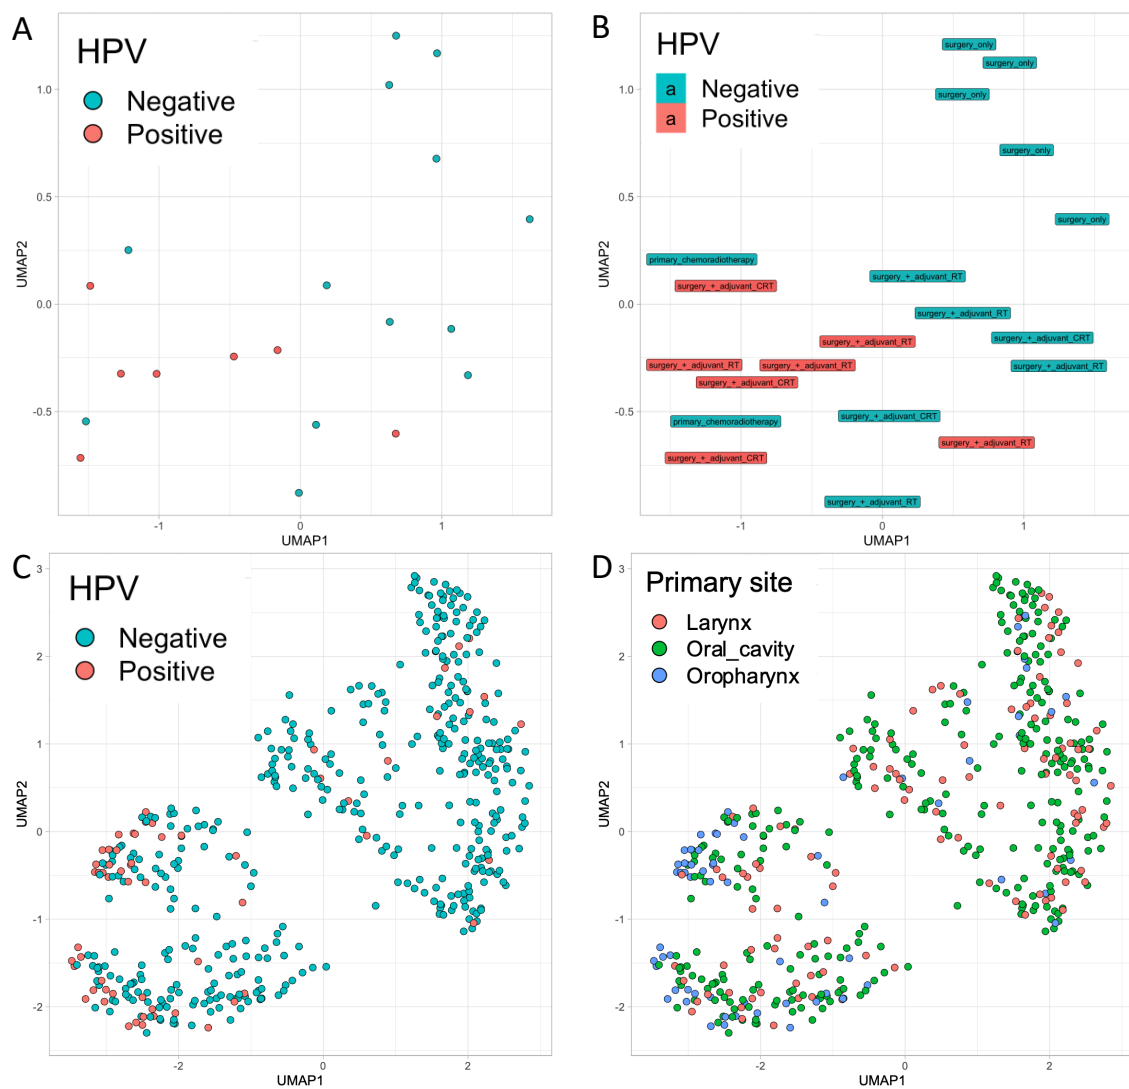 A
HPV
Negative
Positive
1.0
0.5
0.0
-0.5
UMAP2
-1
0
1
UMAP1
B
HPV
a Negative
a Positive
surgery_only
surgery_only
surgery_only
surgery_only
surgery_only
primary_chemoradiotherapy
surgery_+_adjuvant_RT
surgery_+_adjuvant_CRT
surgery_+_adjuvant_RT
surgery_+_adjuvant_CRT
surgery_+_adjuvant_RT
surgery_+_adjuvant_RT
surgery_+_adjuvant_RT
surgery_+_adjuvant_RT
surgery_+_adjuvant_CRT
surgery_+_adjuvant_CRT
primary_chemoradiotherapy
surgery_+_adjuvant_RT
surgery_+_adjuvant_CRT
surgery_+_adjuvant_RT
1.0
0.5
0.0
-0.5
UMAP2
-1
0
1
UMAP1
C
HPV
Negative
Positive
3
2
1
0
-1
-2
UMAP2
-2
0
2
UMAP1
D
Primary site
Larynx
Oral_cavity
Oropharynx
3
2
1
0
-1
-2
UMAP2
-2
0
2
UMAP1